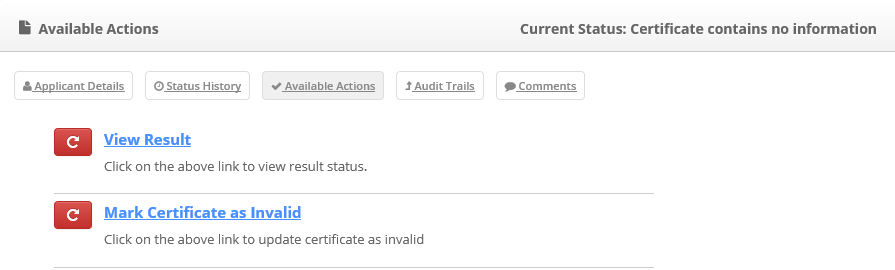 Available Actions
Current Status: Certificate contains no information
Applicant Details
Status History
Available Actions
Audit Trails
Comments
View Result
Click on the above link to view result status.
Mark Certificate as Invalid
Click on the above link to update certificate as invalid